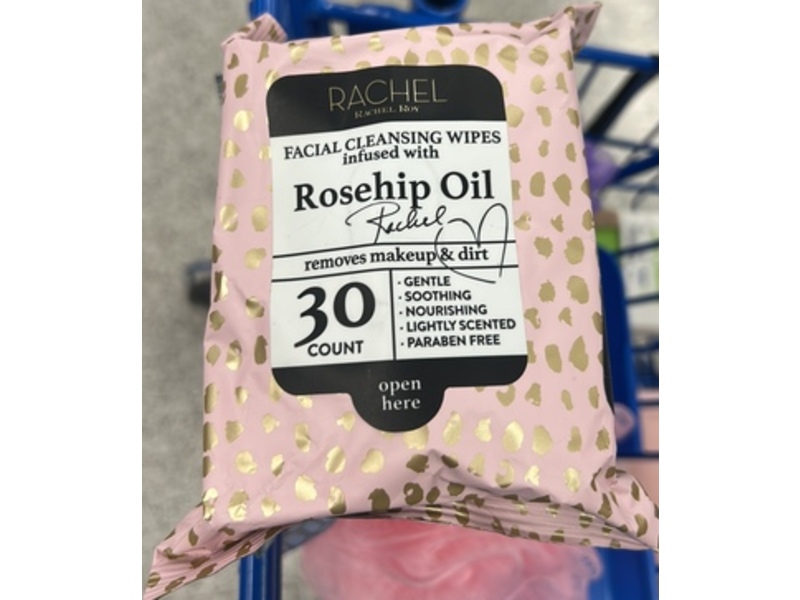 RACHEL
RACHEL ROY
FACIAL CLEANSING WIPES
infused with
Rosehip Oil
Rachel
removes makeup & dirt
30
COUNT
· GENTLE
· SOOTHING
· NOURISHING
· LIGHTLY SCENTED
· PARABEN FREE
open
here